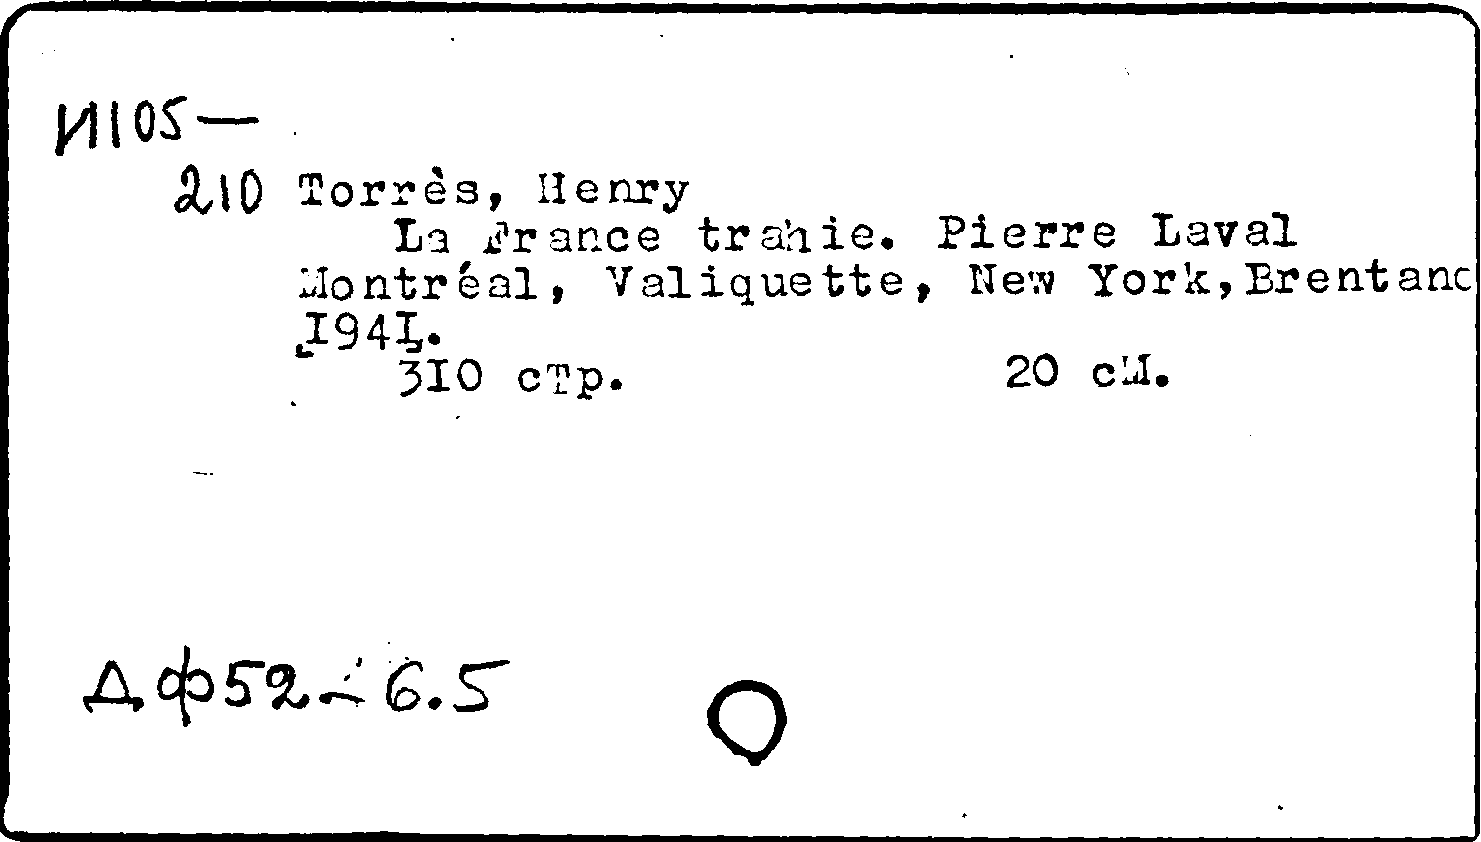 И105—
210 Torrès, Henry
La France trahie. Pierre Laval
Montréal, Valiquette, New York, Brentano
[1941].
310 стр. 20 см.
Дф52-6.5